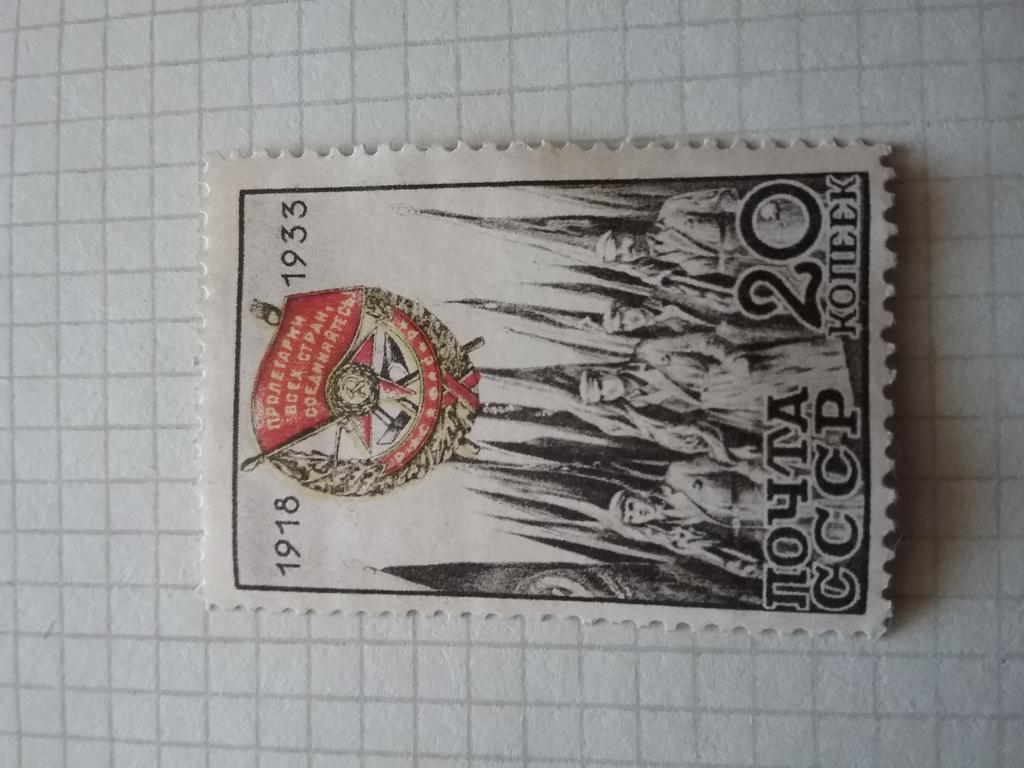 1918 1933
ПРОЛЕТАРИИ
ВСЕХ СТРАН,
СОЕДИНЯЙТЕСЬ!
ПОЧТА
СССР
20
КОПЕЕК